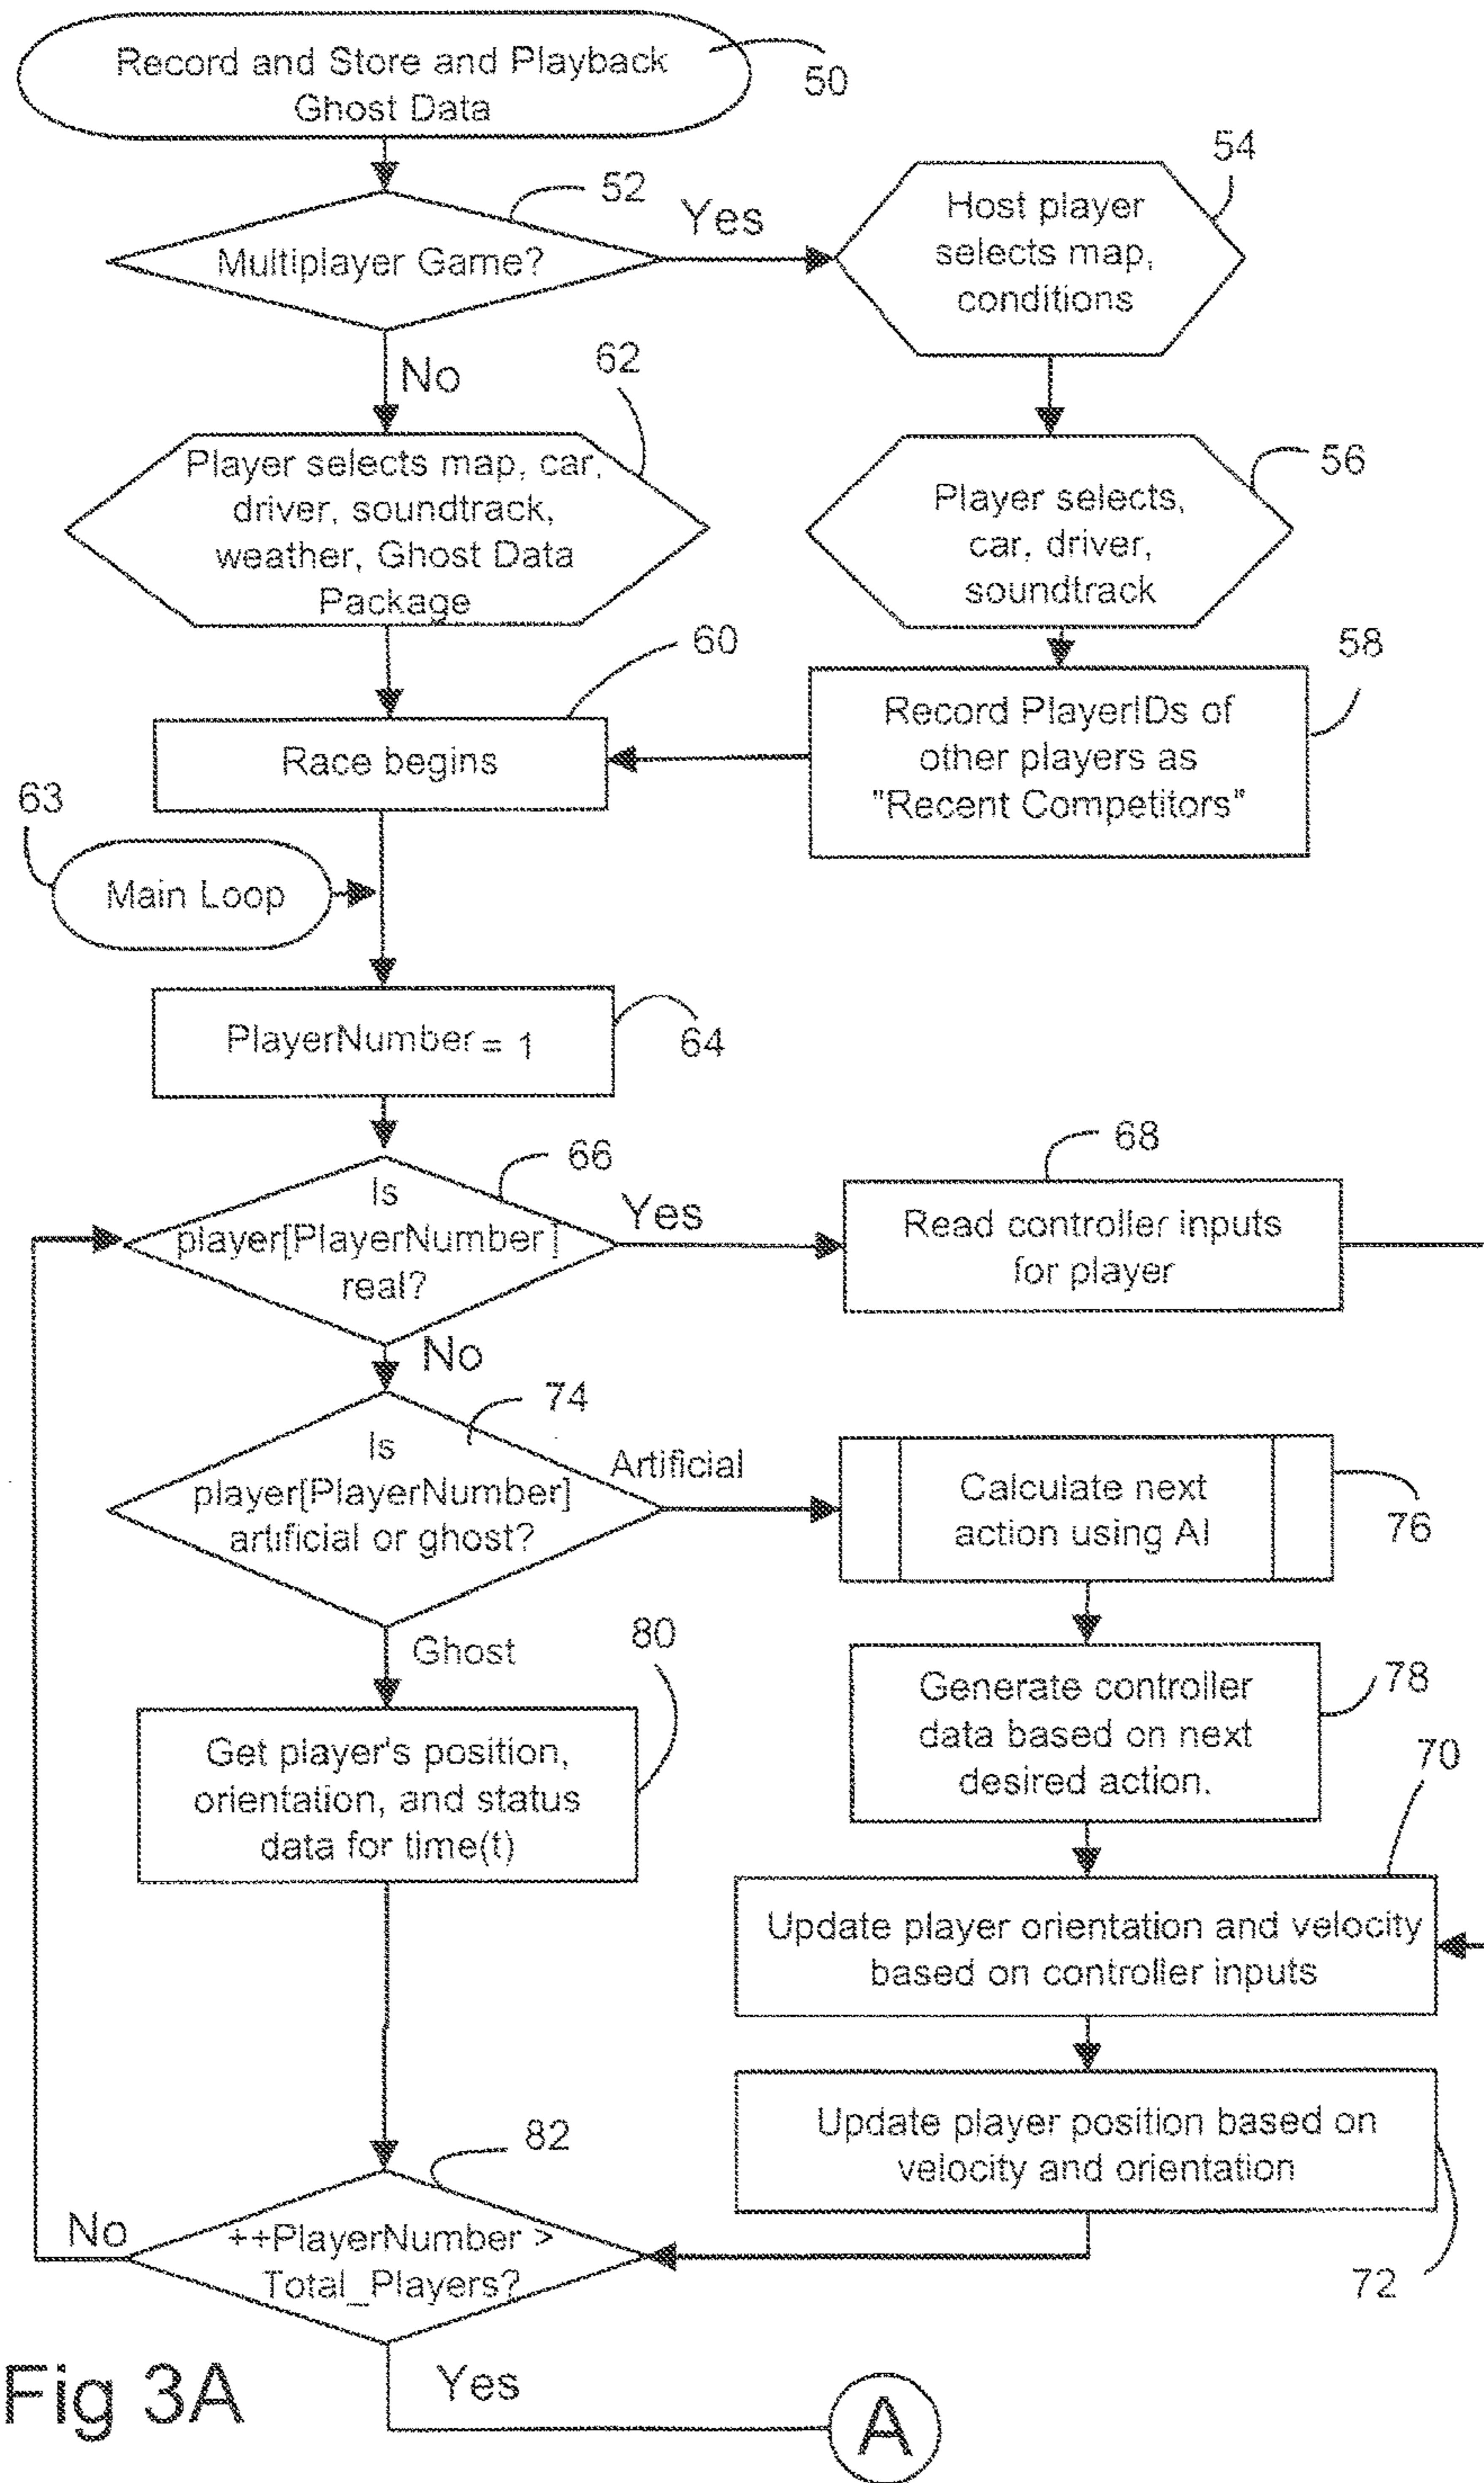 Record and Store and Playback
Ghost Data
50
52
Multiplayer Game?
Yes
54
Host player
selects map,
conditions
No
62
Player selects map, car,
driver, soundtrack,
weather, Ghost Data
Package
56
Player selects,
car, driver,
soundtrack
60
Race begins
58
Record PlayerIDs of
other players as
"Recent Competitors"
63
Main Loop
PlayerNumber = 1
64
66
Is
player[PlayerNumber]
real?
Yes
68
Read controller inputs
for player
No
74
Is
player[PlayerNumber]
artificial or ghost?
Artificial
Calculate next
action using AI
76
Ghost
80
Get player's position,
orientation, and status
data for time(t)
Generate controller
data based on next
desired action.
78
70
Update player orientation and velocity
based on controller inputs
Update player position based on
velocity and orientation
72
82
No
++PlayerNumber >
Total_Players?
Yes
A
Fig 3A